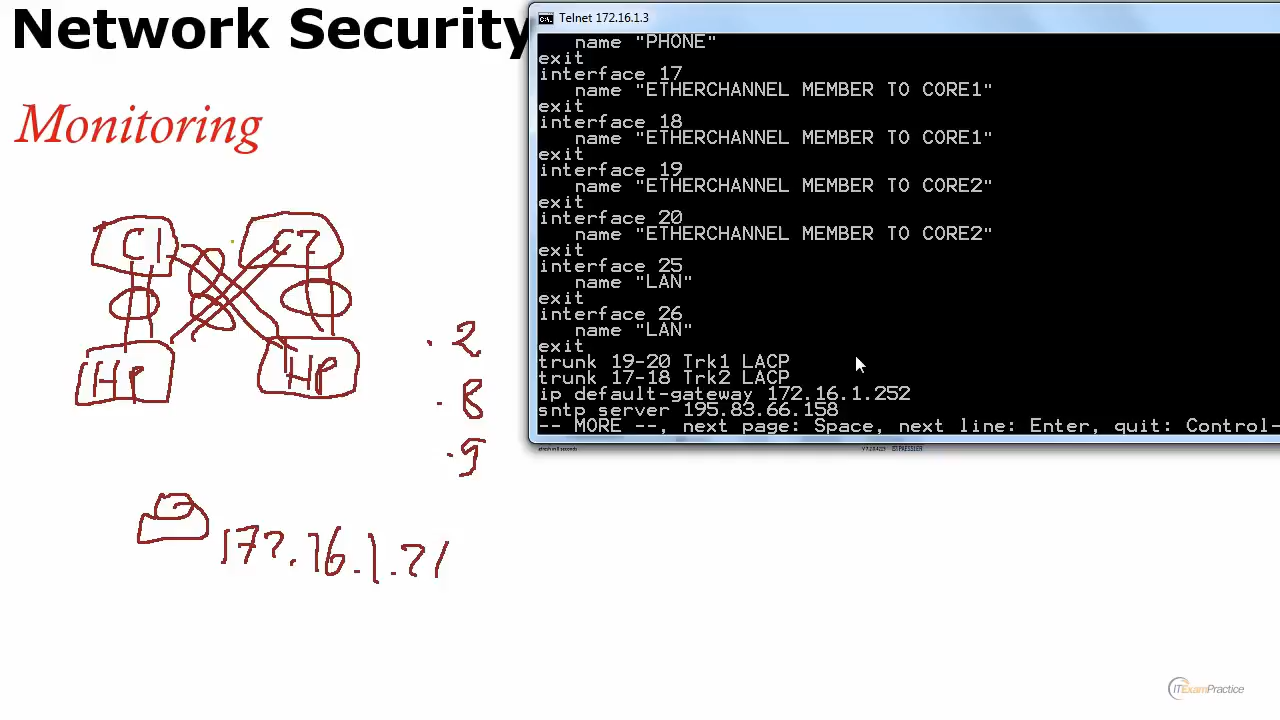 Network Security
Monitoring
C1
C2
HP
HP
.2
.8
.9
172.16.1.21
Telnet 172.16.1.3
name "PHONE"
exit
interface 17
name "ETHERCHANNEL MEMBER TO CORE1"
exit
interface 18
name "ETHERCHANNEL MEMBER TO CORE1"
exit
interface 19
name "ETHERCHANNEL MEMBER TO CORE2"
exit
interface 20
name "ETHERCHANNEL MEMBER TO CORE2"
exit
interface 25
name "LAN"
exit
interface 26
name "LAN"
exit
trunk 19-20 Trk1 LACP
trunk 17-18 Trk2 LACP
ip default-gateway 172.16.1.252
sntp server 195.83.66.158
-- MORE --, next page: Space, next line: Enter, quit: Control-
ITExamPractice